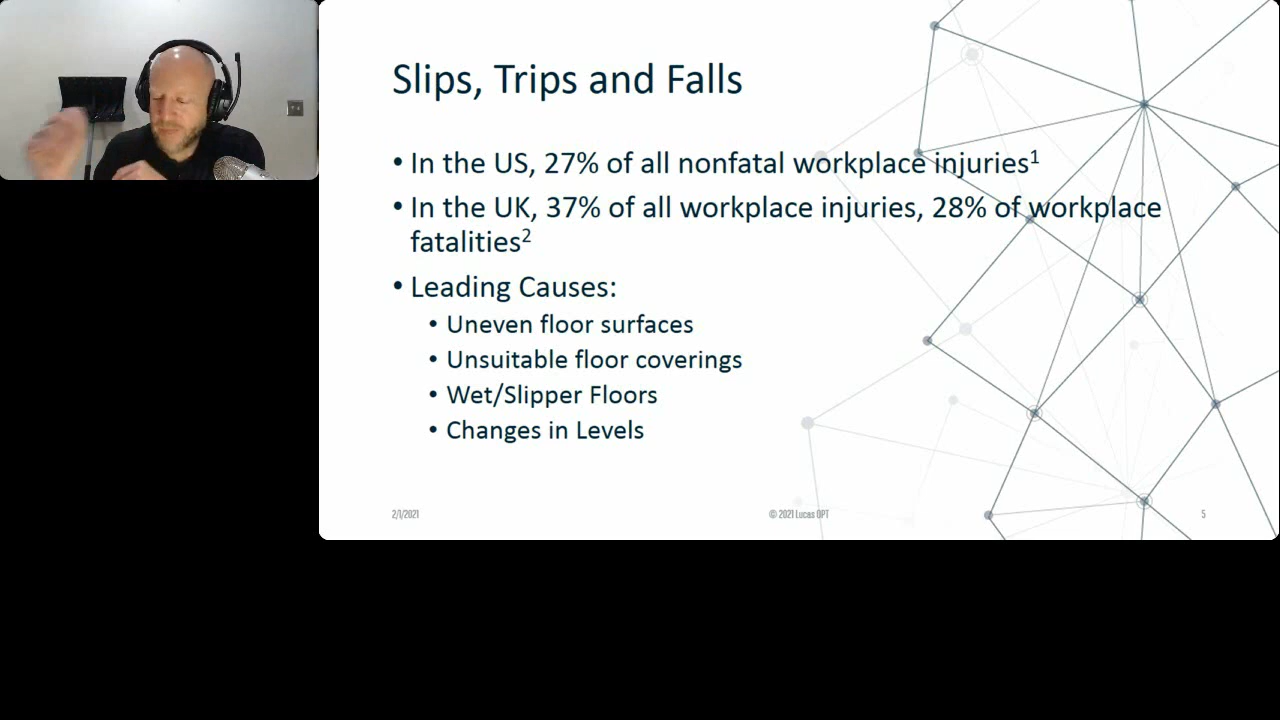 Slips, Trips and Falls
• In the US, 27% of all nonfatal workplace injuries¹
• In the UK, 37% of all workplace injuries, 28% of workplace
fatalities²
• Leading Causes:
• Uneven floor surfaces
• Unsuitable floor coverings
• Wet/Slipper Floors
• Changes in Levels
2/1/2021
© 2021 Lucas OPT
5